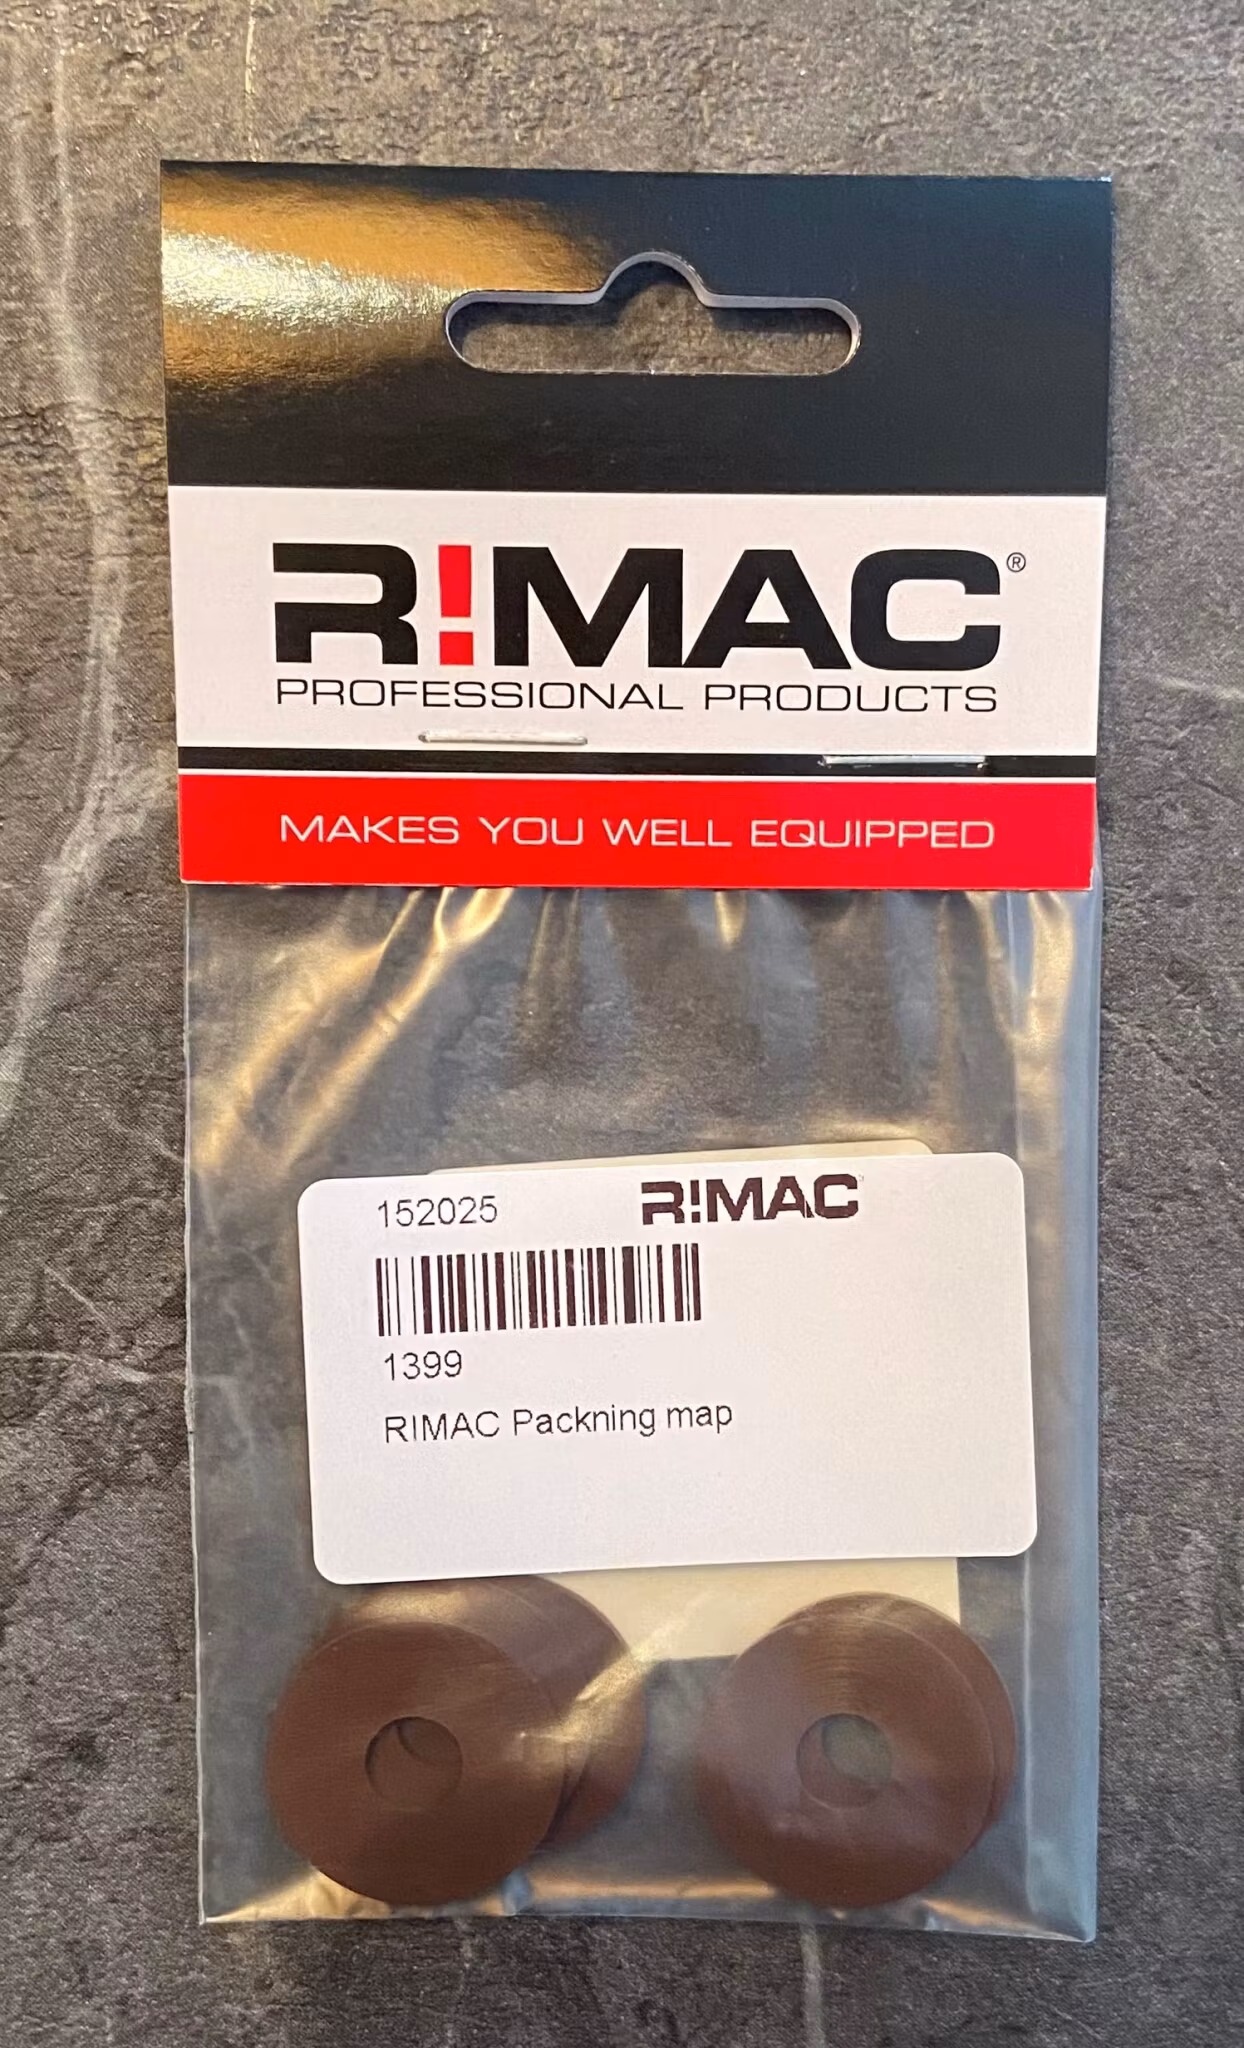 R!MAC®
PROFESSIONAL PRODUCTS
MAKES YOU WELL EQUIPPED
152025 R!MAC
1399
RIMAC Packning map